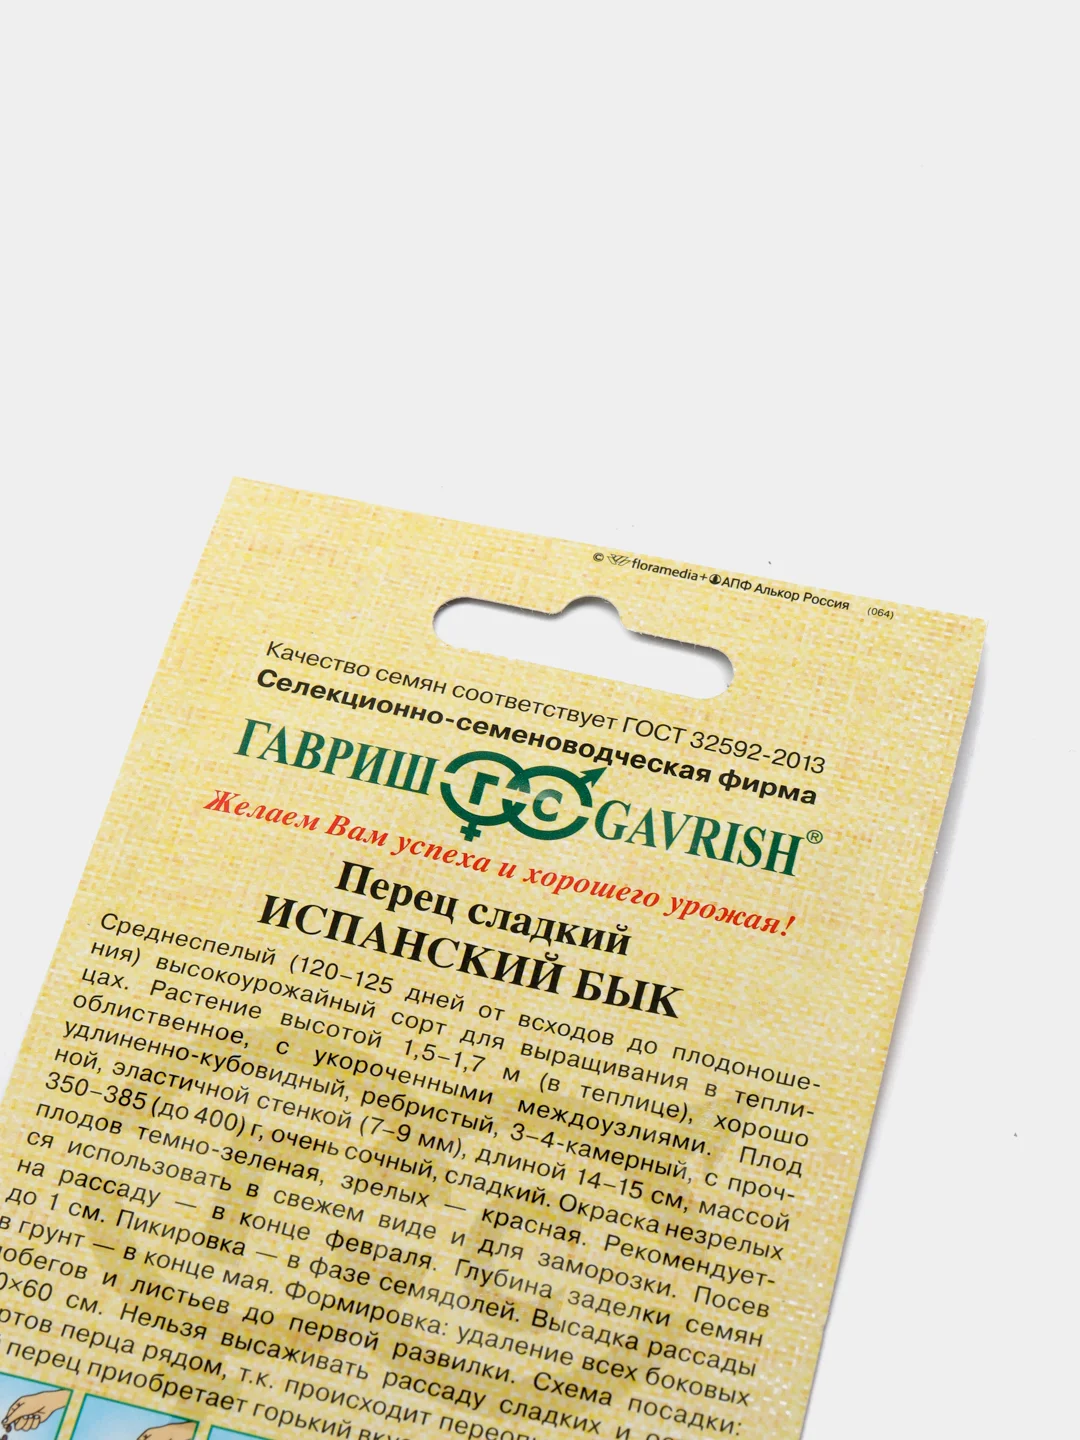 © floramedia+ АПФ Алькор Россия (064)
Качество семян соответствует ГОСТ 32592-2013
Селекционно-семеноводческая фирма
ГАВРИШ ГС GAVRISH®
Желаем Вам успеха и хорошего урожая!
Перец сладкий
ИСПАНСКИЙ БЫК
Среднеспелый (120–125 дней от всходов до плодоноше-
ния) высокоурожайный сорт для выращивания в тепли-
цах. Растение высотой 1,5–1,7 м (в теплице), хорошо
облиственное, с укороченными междоузлиями. Плод
удлиненно-кубовидный, ребристый, 3–4-камерный, с проч-
ной, эластичной стенкой (7–9 мм), длиной 14–15 см, массой
350–385 (до 400) г, очень сочный, сладкий. Окраска незрелых
плодов темно-зеленая, зрелых — красная. Рекомендует-
ся использовать в свежем виде и для заморозки. Посев
на рассаду — в конце февраля. Глубина заделки семян
до 1 см. Пикировка — в фазе семядолей. Высадка рассады
в грунт — в конце мая. Формировка: удаление всех боковых
побегов и листьев до первой развилки. Схема посадки:
0×60 см. Нельзя высаживать рассаду сладких и
перца рядом, т.к. происходит
перец приобретает горький